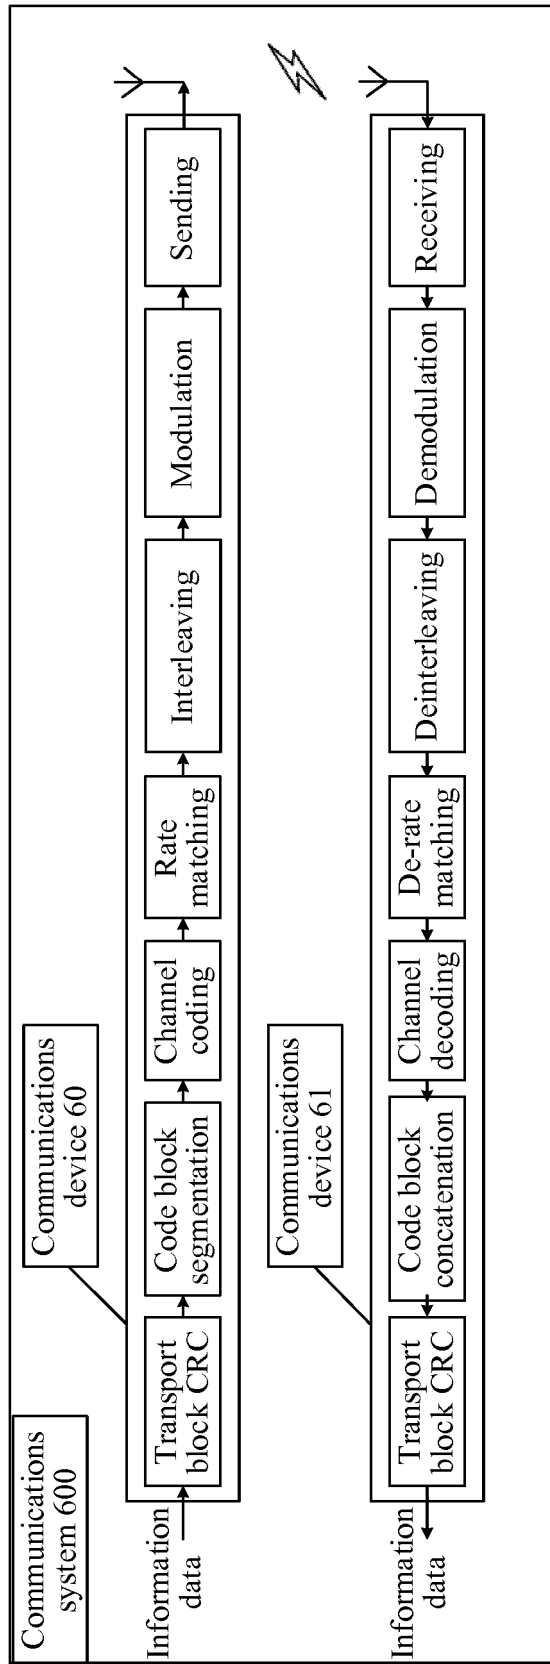 Communications
system 600
Communications
device 60
Information
data
Transport
block CRC
Code block
segmentation
Channel
coding
Rate
matching
Interleaving
Modulation
Sending
Communications
device 61
Information
data
Transport
block CRC
Code block
concatenation
Channel
decoding
De-rate
matching
Deinterleaving
Demodulation
Receiving